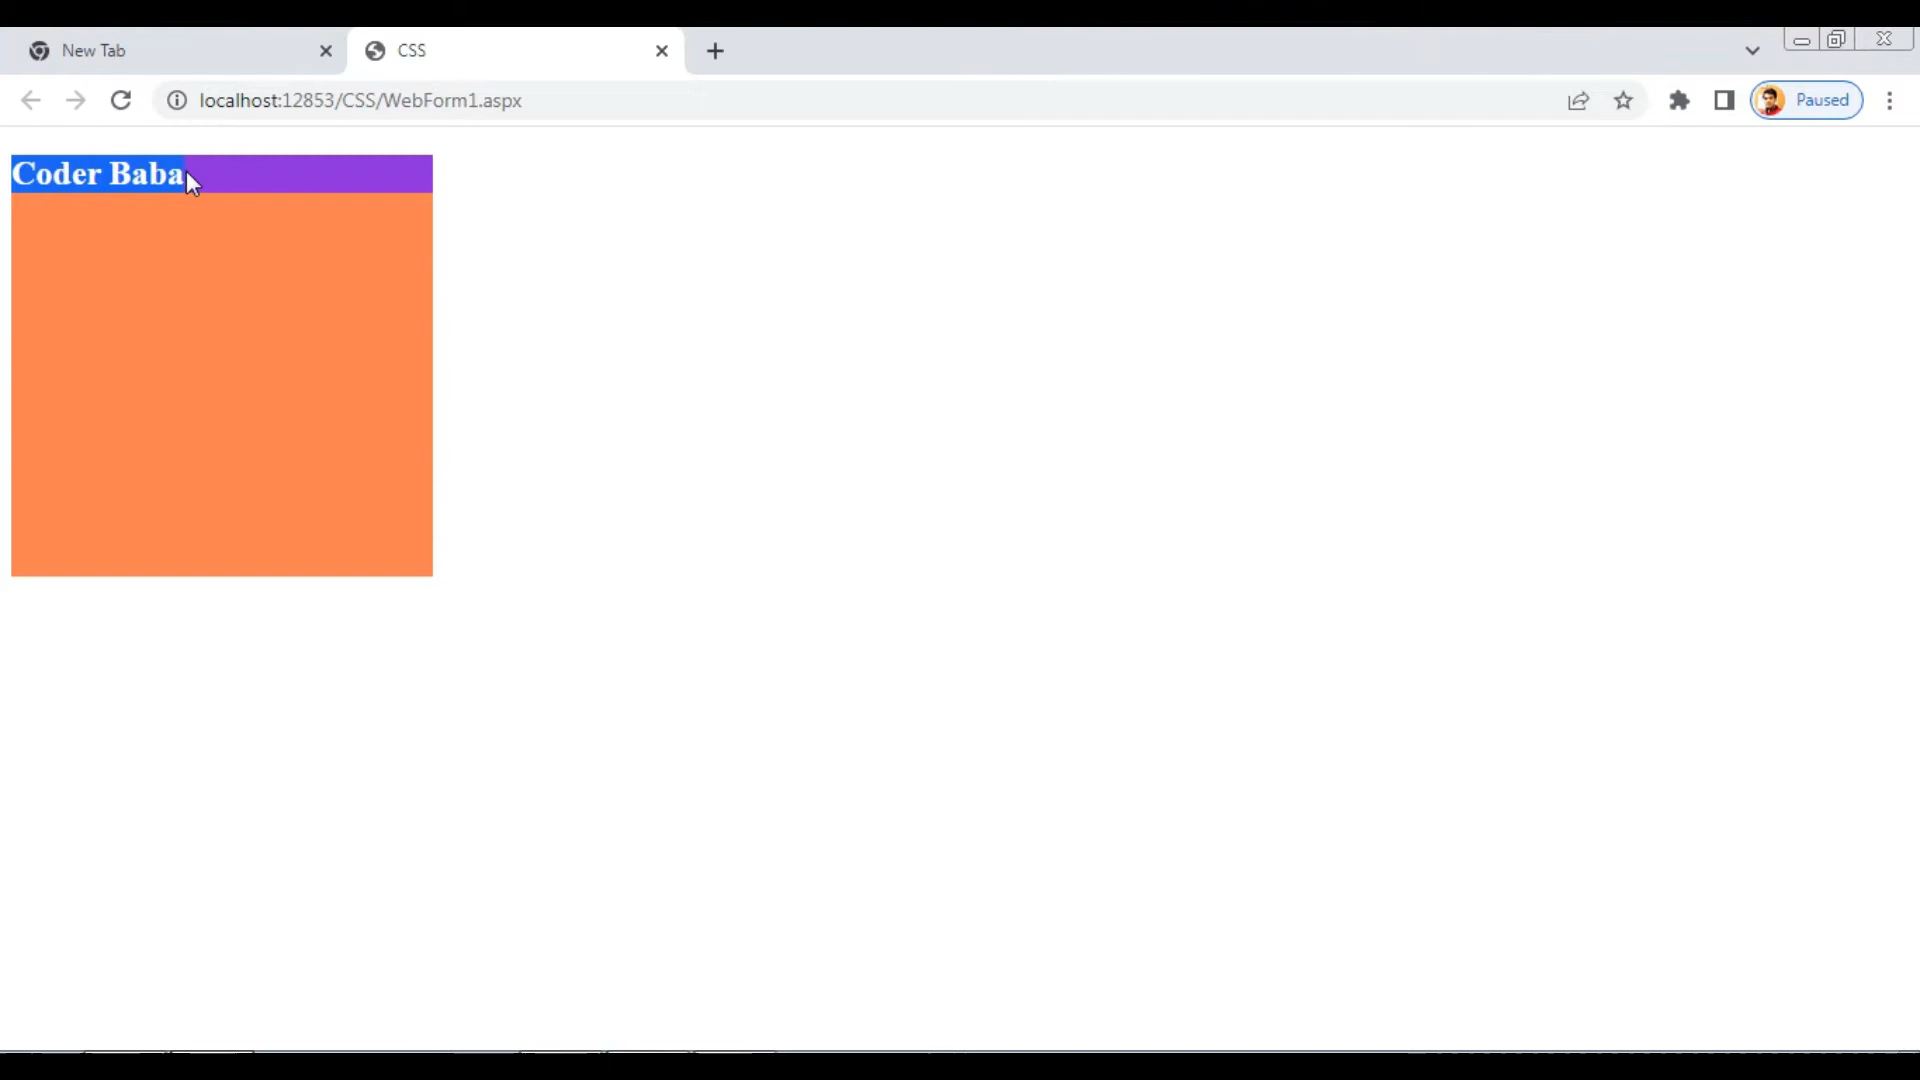 New Tab
CSS
localhost:12853/CSS/WebForm1.aspx
Paused
Coder Baba